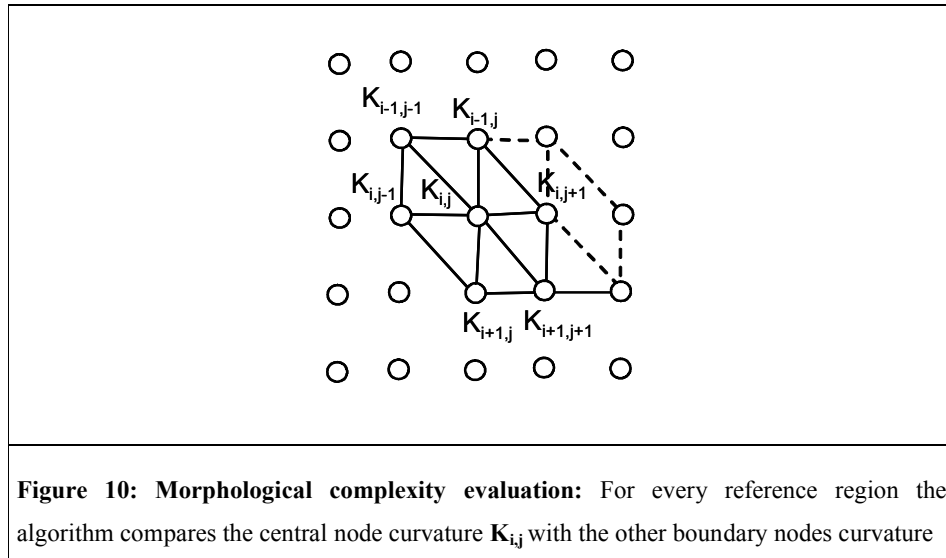 K_{i-1,j-1} K_{i-1,j}
K_{i,j-1} K_{i,j} K_{i,j+1}
K_{i+1,j} K_{i+1,j+1}
Figure 10: Morphological complexity evaluation: For every reference region the
algorithm compares the central node curvature K_{i,j} with the other boundary nodes curvature